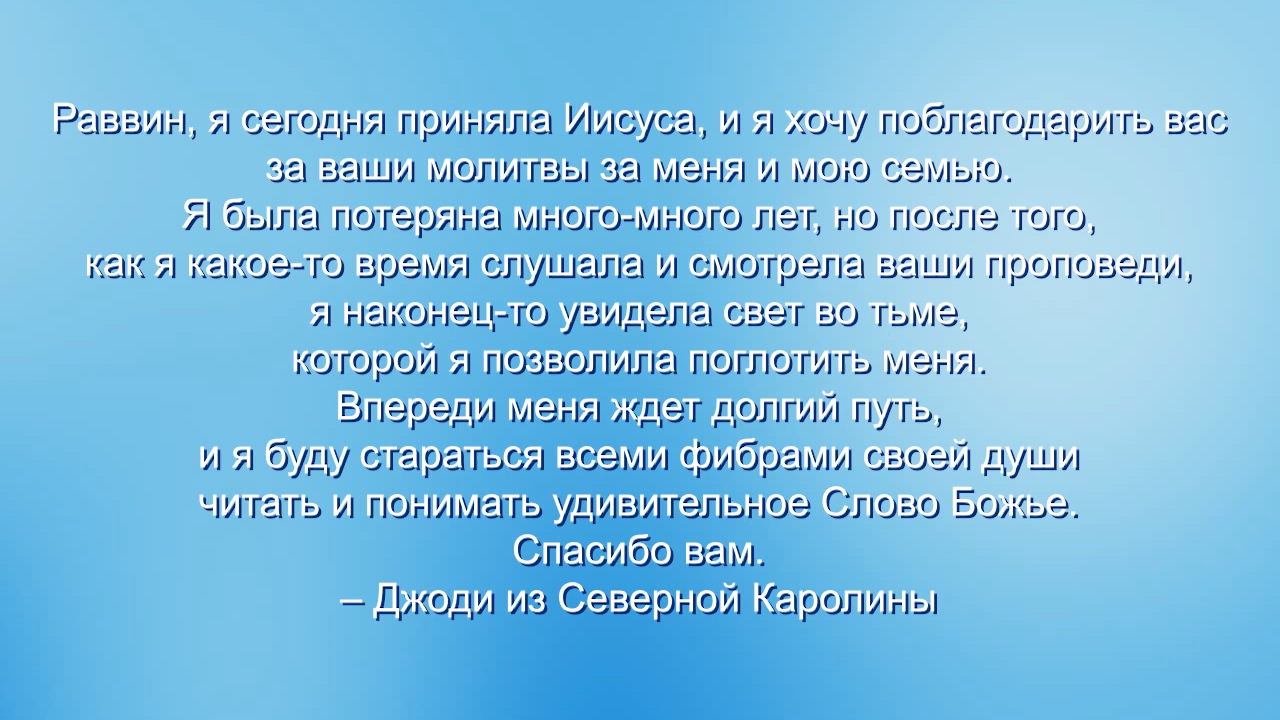 Раввин, я сегодня приняла Иисуса, и я хочу поблагодарить вас
за ваши молитвы за меня и мою семью.
Я была потеряна много-много лет, но после того,
как я какое-то время слушала и смотрела ваши проповеди,
я наконец-то увидела свет во тьме,
которой я позволила поглотить меня.
Впереди меня ждет долгий путь,
и я буду стараться всеми фибрами своей души
читать и понимать удивительное Слово Божье.
Спасибо вам.
– Джоди из Северной Каролины